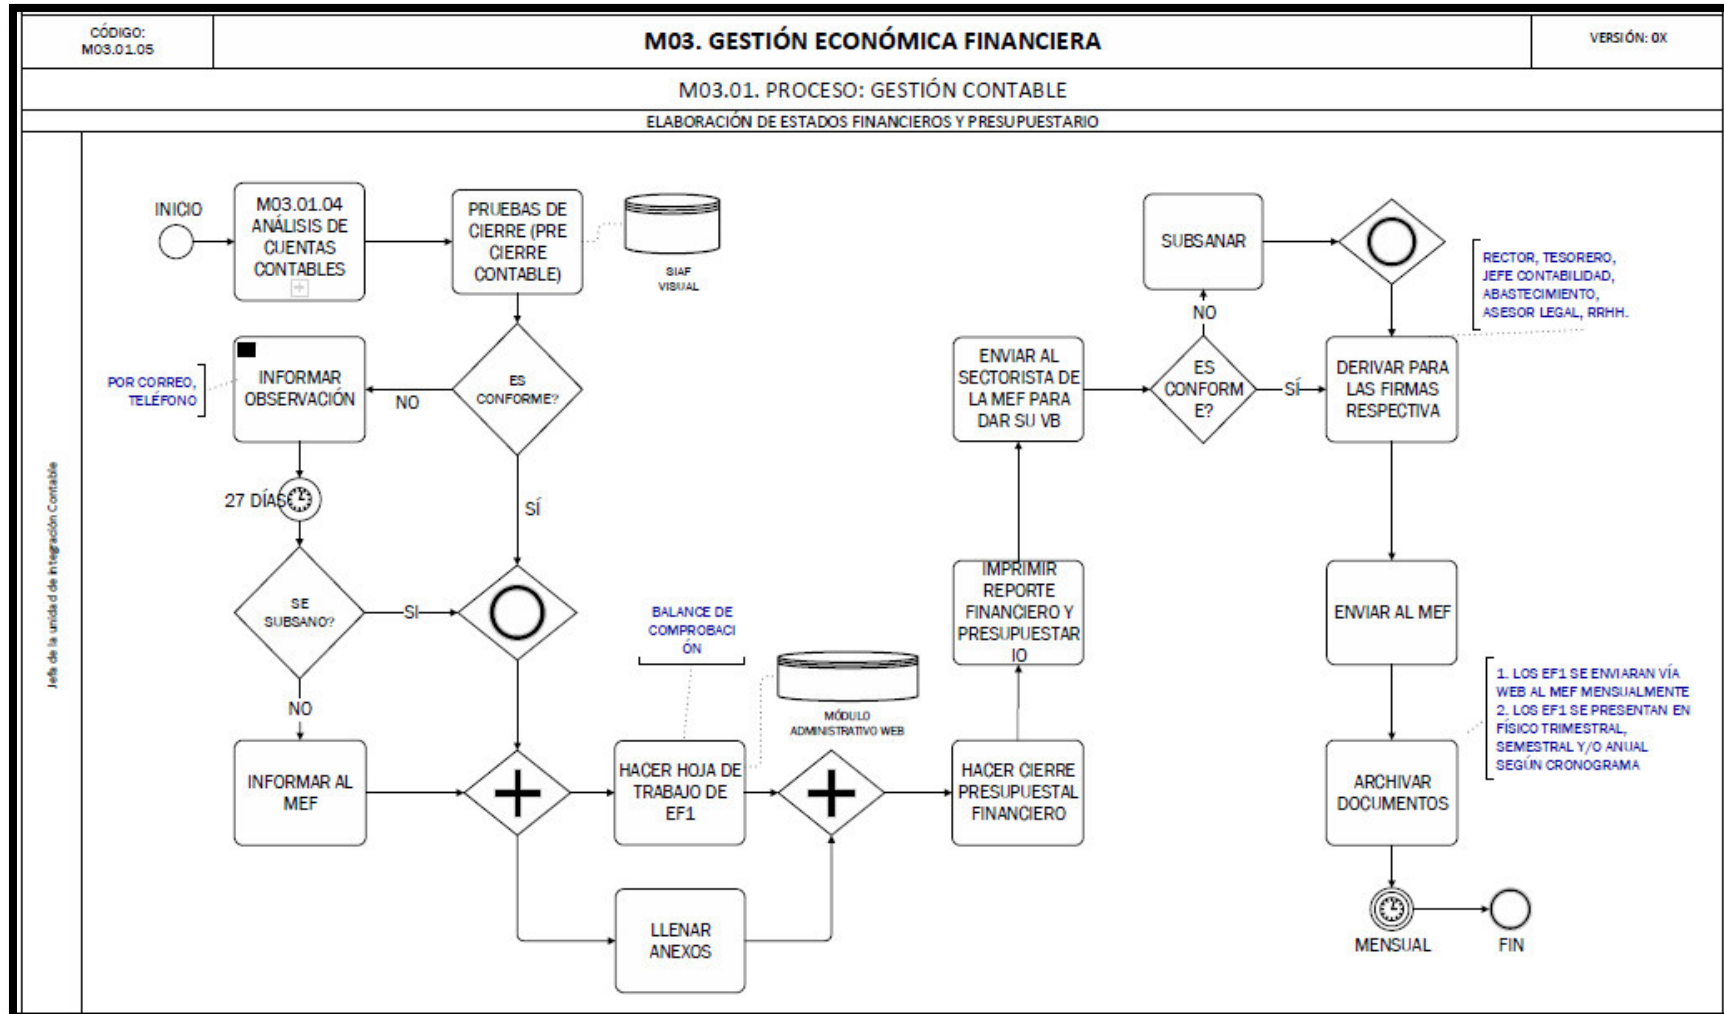 CÓDIGO:
M03.01.05
M03. GESTIÓN ECONÓMICA FINANCIERA
VERSIÓN: 0X
M03.01. PROCESO: GESTIÓN CONTABLE
ELABORACIÓN DE ESTADOS FINANCIEROS Y PRESUPUESTARIO
Jefa de la unidad de integración Contable
INICIO
M03.01.04
ANÁLISIS DE
CUENTAS
CONTABLES
PRUEBAS DE
CIERRE (PRE
CIERRE
CONTABLE)
SIAF
VISUAL
POR CORREO,
TELÉFONO
INFORMAR
OBSERVACIÓN
NO
ES
CONFORME?
27 DÍAS
SÍ
SE
SUBSANO?
SI
NO
INFORMAR AL
MEF
BALANCE DE
COMPROBACI
ÓN
MÓDULO
ADMINISTRATIVO WEB
HACER HOJA DE
TRABAJO DE
EF1
LLENAR
ANEXOS
HACER CIERRE
PRESUPUESTAL
FINANCIERO
IMPRIMIR
REPORTE
FINANCIERO Y
PRESUPUESTAR
IO
ENVIAR AL
SECTORISTA DE
LA MEF PARA
DAR SU VB
SUBSANAR
NO
ES
CONFORM
E?
SÍ
RECTOR, TESORERO,
JEFE CONTABILIDAD,
ABASTECIMIENTO,
ASESOR LEGAL, RRHH.
DERIVAR PARA
LAS FIRMAS
RESPECTIVA
ENVIAR AL MEF
1. LOS EF1 SE ENVIARAN VÍA
WEB AL MEF MENSUALMENTE
2. LOS EF1 SE PRESENTAN EN
FÍSICO TRIMESTRAL,
SEMESTRAL Y/O ANUAL
SEGÚN CRONOGRAMA
ARCHIVAR
DOCUMENTOS
MENSUAL
FIN